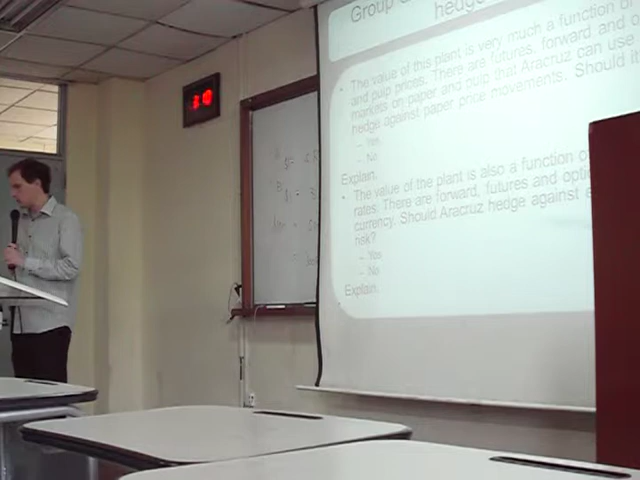 Group
hedge
• The value of this plant is very much a function of
and pulp prices. There are futures, forward and
markets on paper and pulp that Aracruz can use
hedge against paper price movements. Should it
– Yes
– No
Explain.
• The value of the plant is also a function o
rates. There are forward, futures and opti
currency. Should Aracruz hedge against
risk?
– Yes
– No
Explain.